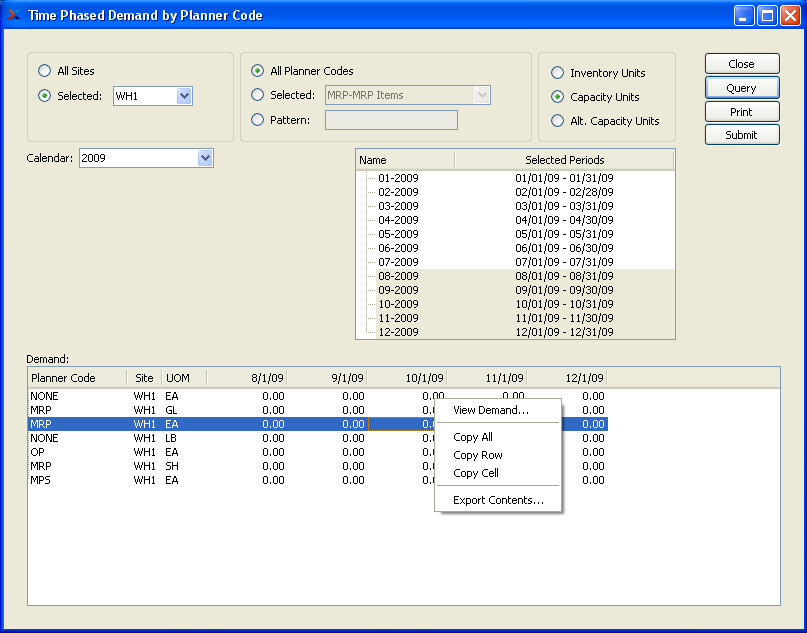 Time Phased Demand by Planner Code
All Sites
Selected: WH1
All Planner Codes
Selected: MRP-MRP Items
Pattern:
Inventory Units
Capacity Units
Alt. Capacity Units
Close
Query
Print
Submit
Calendar: 2009
Name Selected Periods
01-2009 01/01/09 - 01/31/09
02-2009 02/01/09 - 02/28/09
03-2009 03/01/09 - 03/31/09
04-2009 04/01/09 - 04/30/09
05-2009 05/01/09 - 05/31/09
06-2009 06/01/09 - 06/30/09
07-2009 07/01/09 - 07/31/09
08-2009 08/01/09 - 08/31/09
09-2009 09/01/09 - 09/30/09
10-2009 10/01/09 - 10/31/09
11-2009 11/01/09 - 11/30/09
12-2009 12/01/09 - 12/31/09
Demand:
Planner Code Site UOM 8/1/09 9/1/09 10/1/09 11/1/09 12/1/09
NONE WH1 EA 0.00 0.00 0.00 0.00 0.00
MRP WH1 GL 0.00 0.00 0.00
MRP WH1 EA 0.00 0.00 0.00
NONE WH1 LB 0.00 0.00 0.00
OP WH1 EA 0.00 0.00 0.00
MRP WH1 SH 0.00 0.00 0.00
MPS WH1 EA 0.00 0.00 0.00
View Demand...
Copy All
Copy Row
Copy Cell
Export Contents...